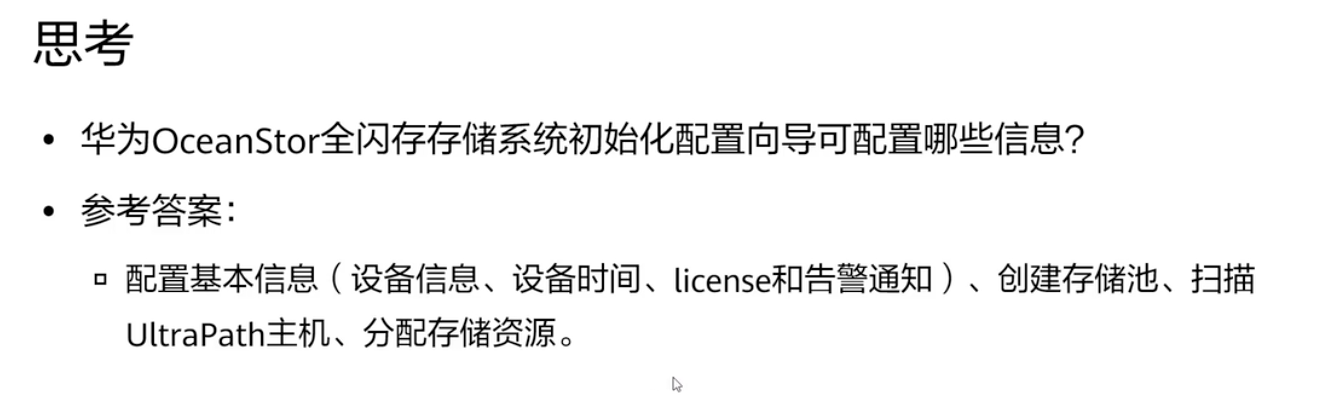 思考
• 华为OceanStor全闪存存储系统初始化配置向导可配置哪些信息？
• 参考答案：
▫ 配置基本信息（设备信息、设备时间、license和告警通知）、创建存储池、扫描
UltraPath主机、分配存储资源。